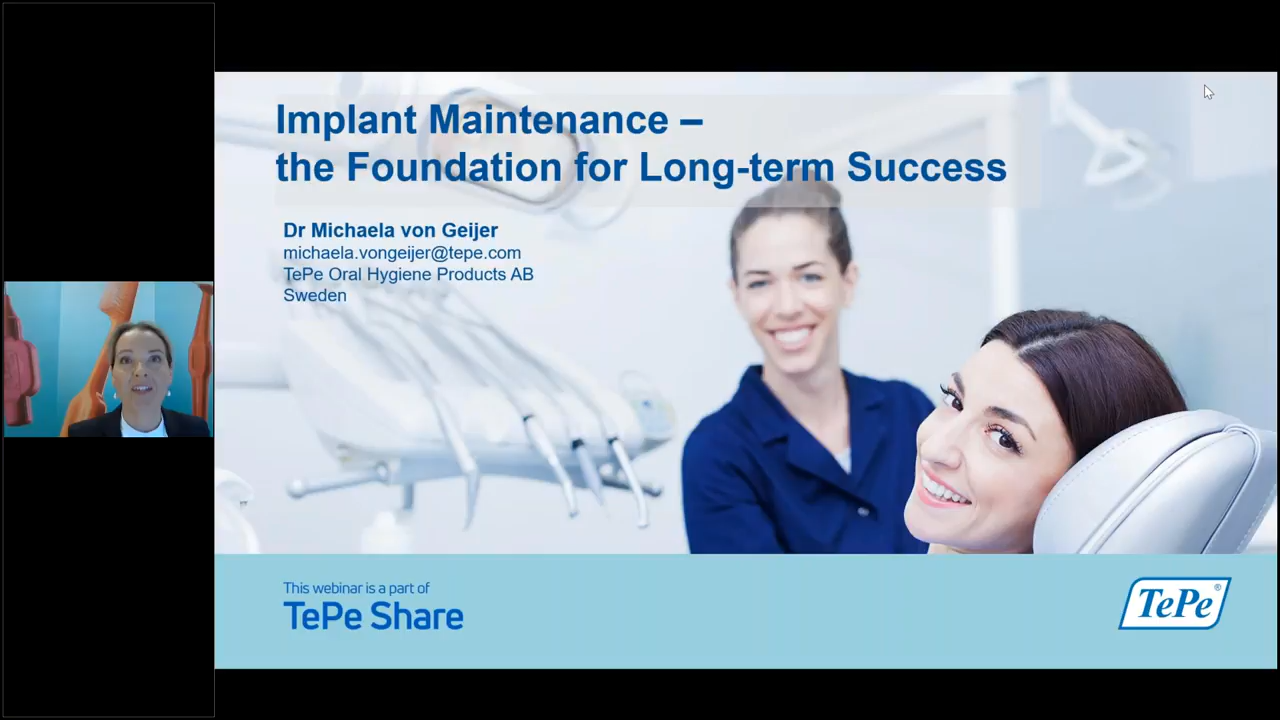 Implant Maintenance –
the Foundation for Long-term Success
Dr Michaela von Geijer
michaela.vongeijer@tepe.com
TePe Oral Hygiene Products AB
Sweden
This webinar is a part of
TePe Share
TePe®